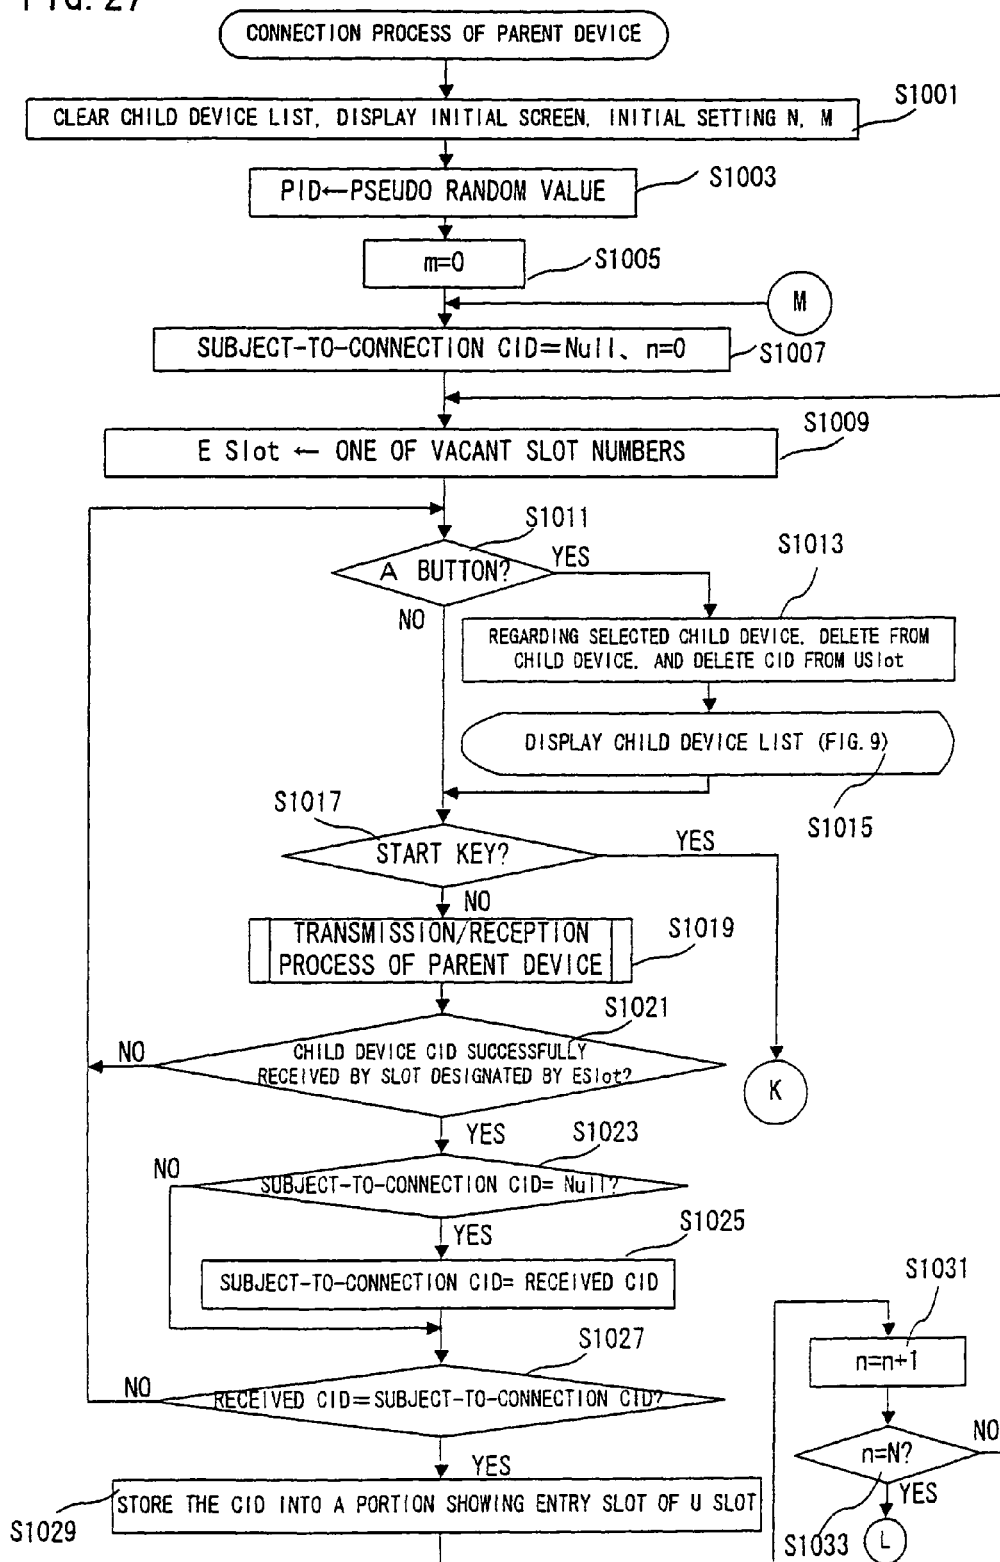 FIG. 27
CONNECTION PROCESS OF PARENT DEVICE
S1001
CLEAR CHILD DEVICE LIST, DISPLAY INITIAL SCREEN, INITIAL SETTING N, M
S1003
PID←PSEUDO RANDOM VALUE
m=0
S1005
M
SUBJECT-TO-CONNECTION CID=Null、n=0
S1007
S1009
E Slot ← ONE OF VACANT SLOT NUMBERS
S1011
A BUTTON?
YES
NO
S1013
REGARDING SELECTED CHILD DEVICE, DELETE FROM
CHILD DEVICE, AND DELETE CID FROM USlot
DISPLAY CHILD DEVICE LIST (FIG. 9)
S1015
S1017
START KEY?
YES
NO
TRANSMISSION/RECEPTION
PROCESS OF PARENT DEVICE
S1019
S1021
CHILD DEVICE CID SUCCESSFULLY
RECEIVED BY SLOT DESIGNATED BY ESlot?
NO
K
YES
S1023
SUBJECT-TO-CONNECTION CID= Null?
NO
YES
S1025
SUBJECT-TO-CONNECTION CID= RECEIVED CID
S1027
RECEIVED CID=SUBJECT-TO-CONNECTION CID?
NO
YES
STORE THE CID INTO A PORTION SHOWING ENTRY SLOT OF U SLOT
S1029
S1031
n=n+1
n=N?
NO
YES
S1033
L